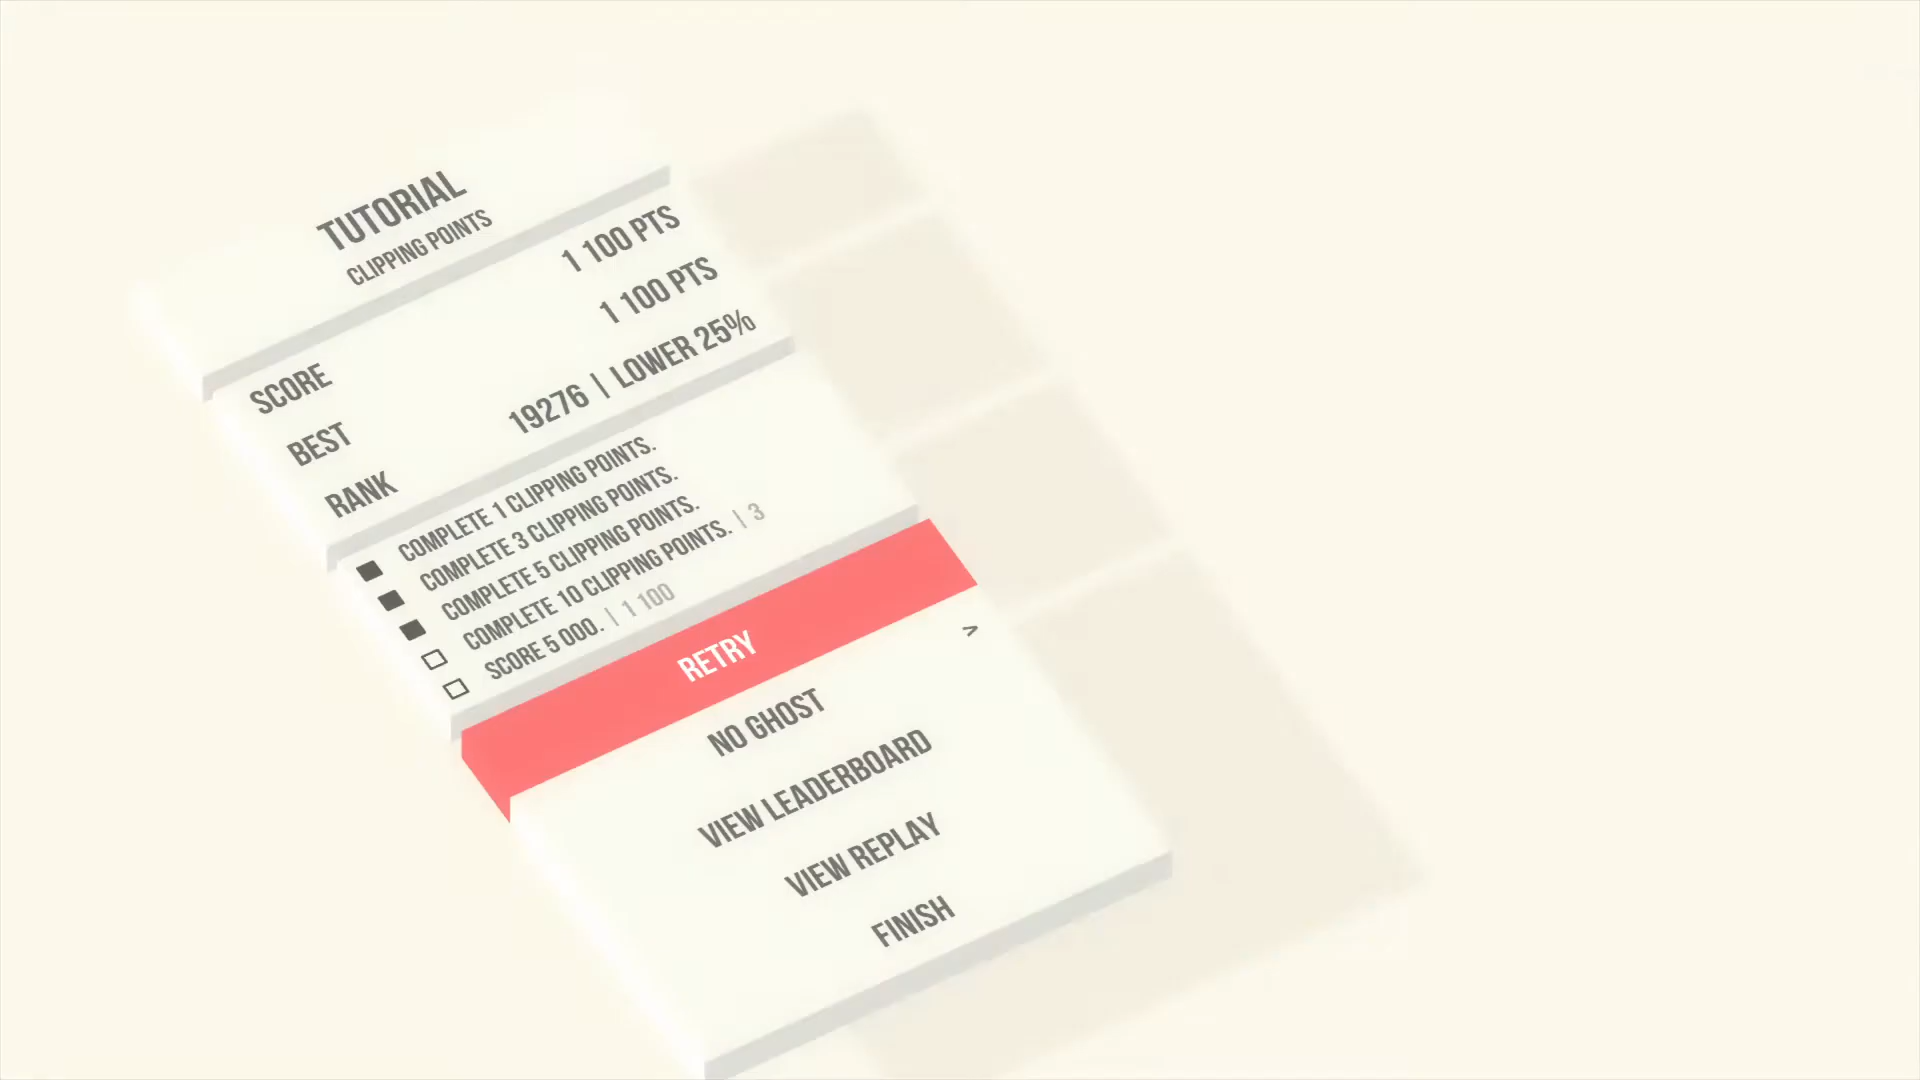 TUTORIAL
CLIPPING POINTS
SCORE 1 100 PTS
BEST 1 100 PTS
RANK 19276 | LOWER 25%
COMPLETE 1 CLIPPING POINTS.
COMPLETE 3 CLIPPING POINTS.
COMPLETE 5 CLIPPING POINTS.
COMPLETE 10 CLIPPING POINTS. | 3
SCORE 5 000. | 1 100
RETRY
NO GHOST >
VIEW LEADERBOARD
VIEW REPLAY
FINISH